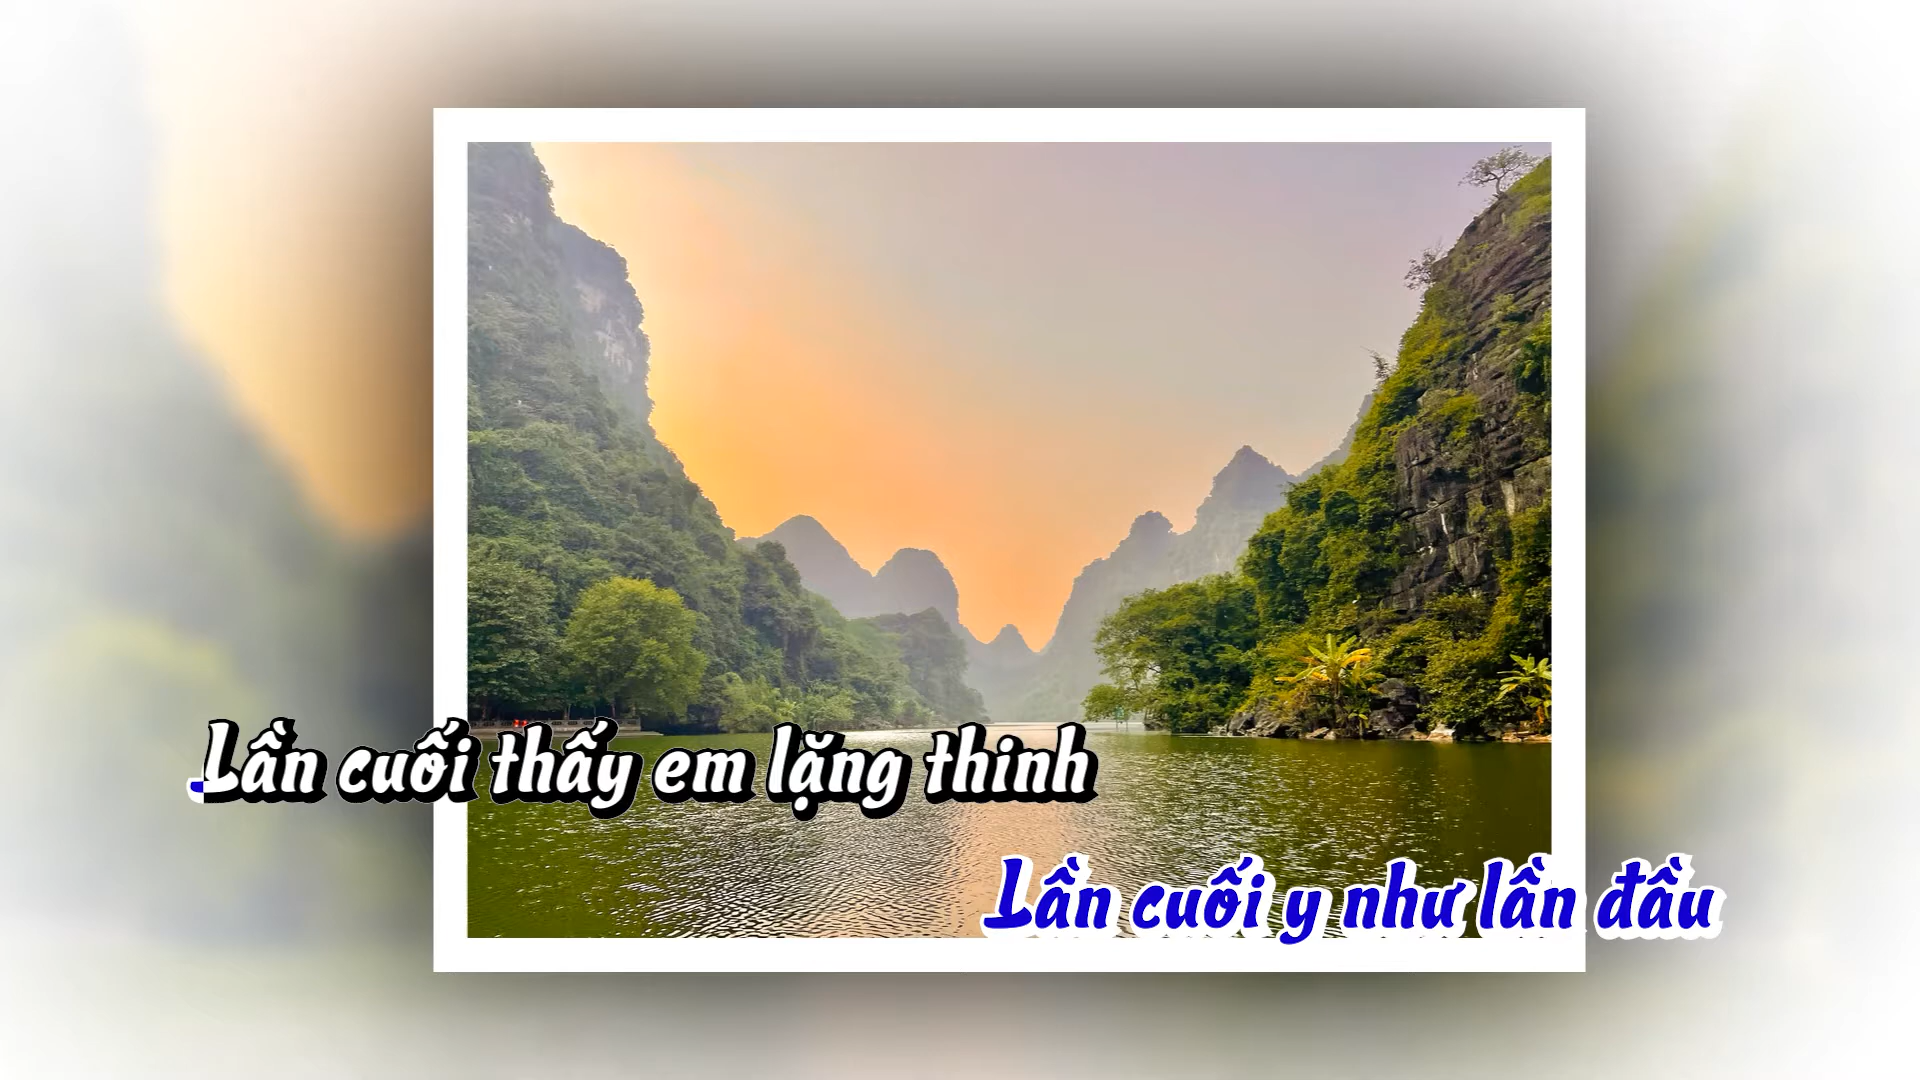 Lần cuối thấy em lặng thinh
Lần cuối y như lần đầu